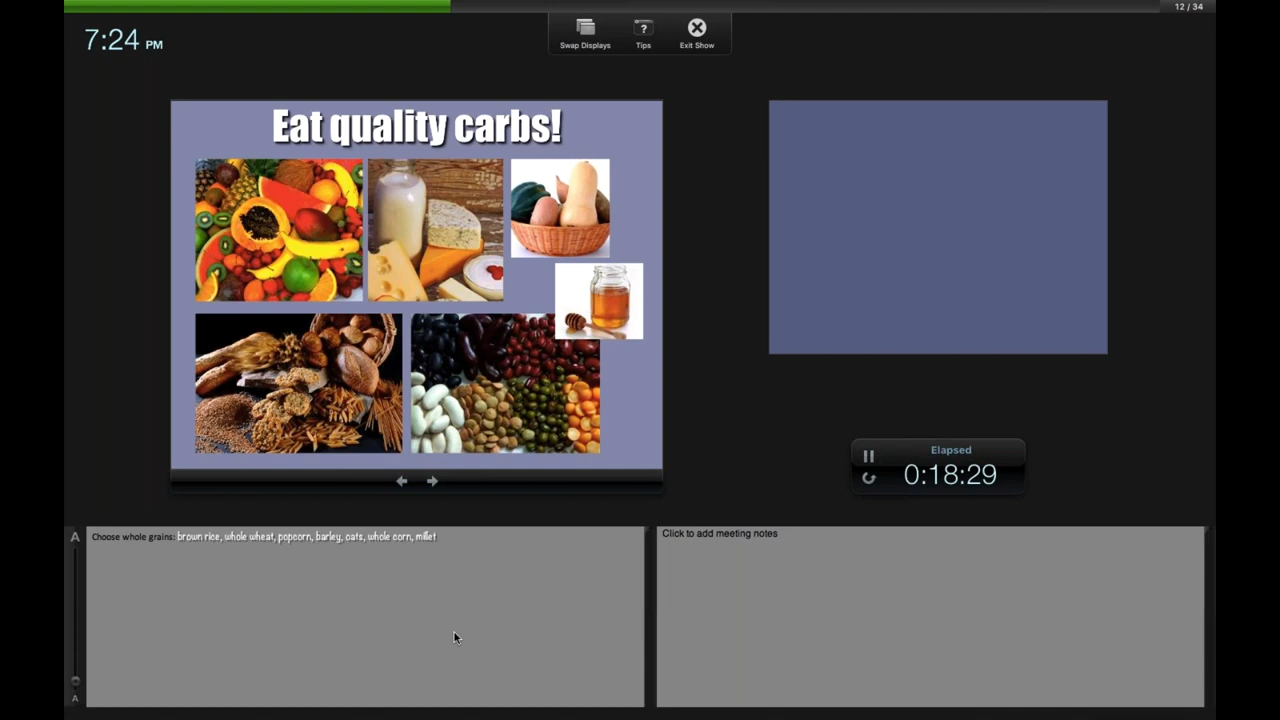 12 / 34
7:24 PM
Swap Displays
Tips
Exit Show
Eat quality carbs!
Elapsed
0:18:29
A
Choose whole grains: brown rice, whole wheat, popcorn, barley, oats, whole corn, millet
Click to add meeting notes
A